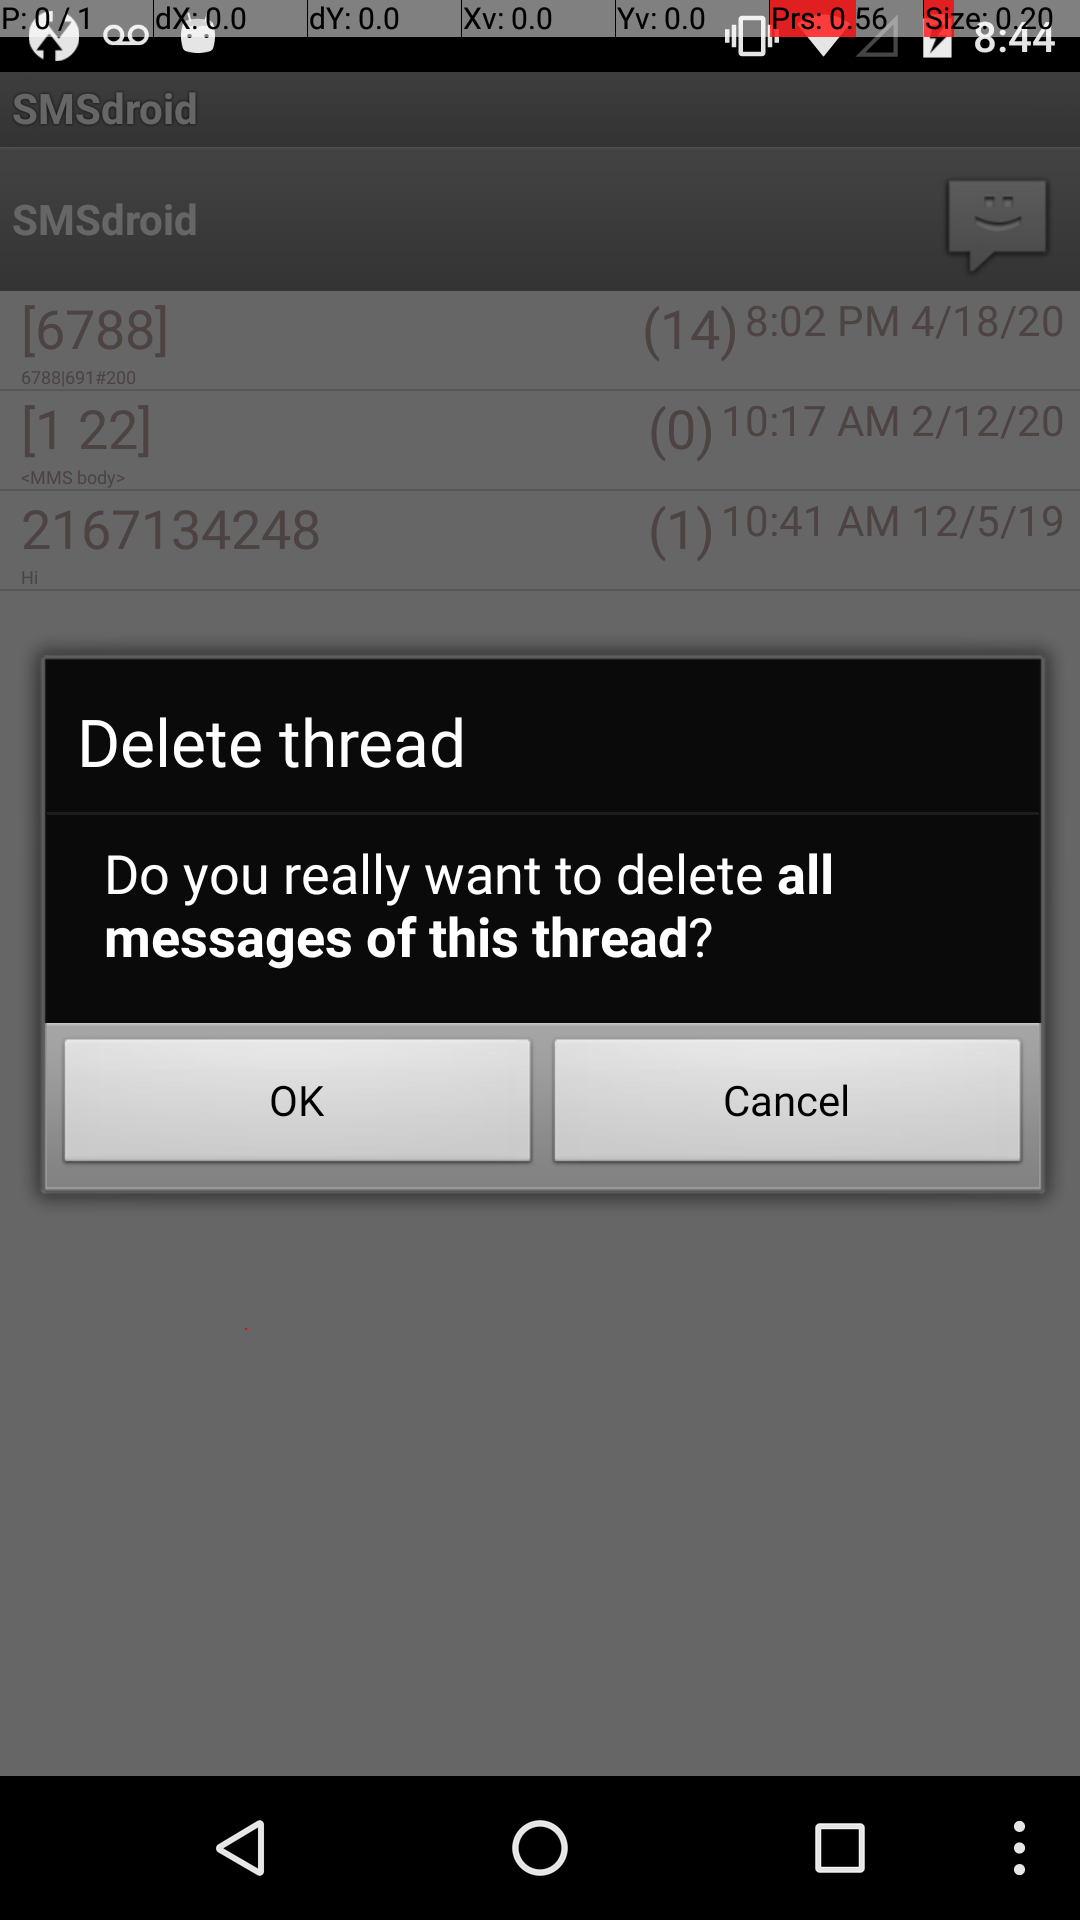 P: 0 / 1 dX: 0.0 dY: 0.0 Xv: 0.0 Yv: 0.0 Prs: 0.56 Size: 0.20
8:44
SMSdroid
SMSdroid
[6788] (14) 8:02 PM 4/18/20
6788|691#200
[1 22] (0) 10:17 AM 2/12/20
<MMS body>
2167134248 (1) 10:41 AM 12/5/19
Hi
Delete thread
Do you really want to delete all
messages of this thread?
OK Cancel